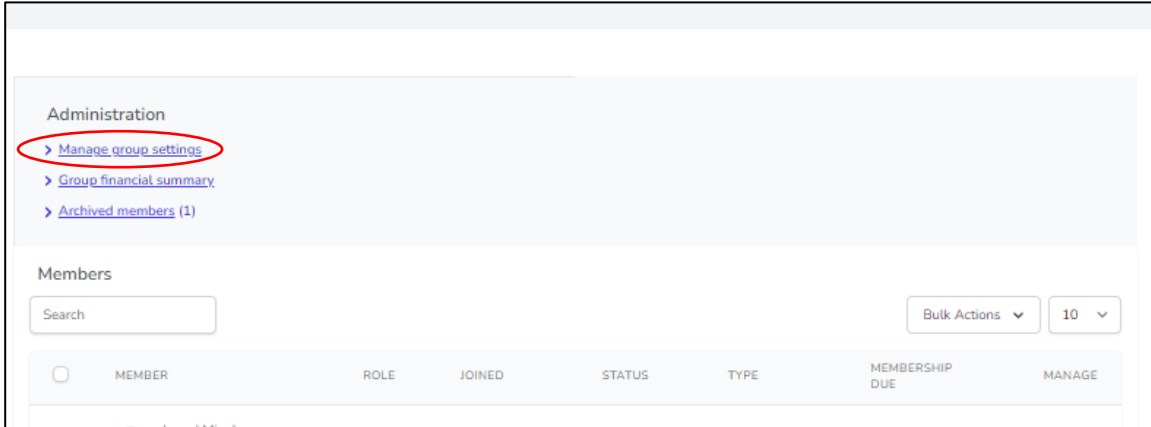 Administration
Manage group settings
Group financial summary
Archived members (1)
Members
Search
Bulk Actions
10
MEMBER ROLE JOINED STATUS TYPE MEMBERSHIP DUE MANAGE